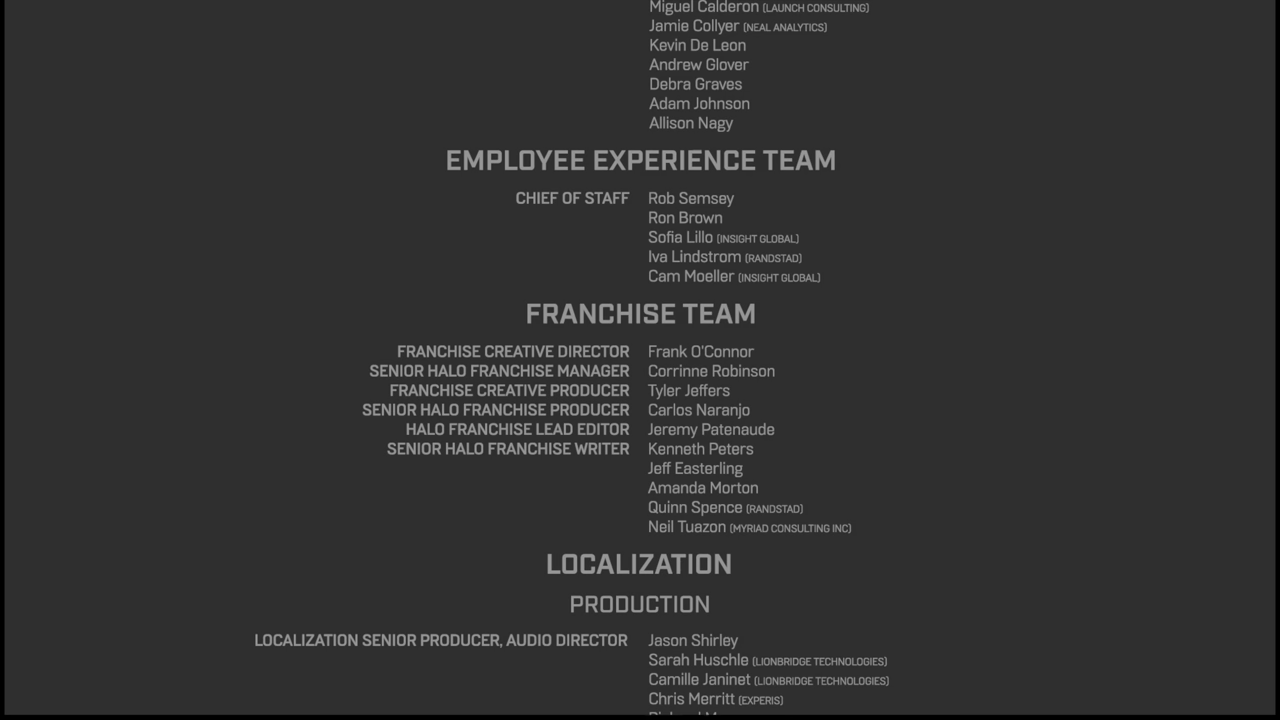 Miguel Calderon (LAUNCH CONSULTING)
Jamie Collyer (NEAL ANALYTICS)
Kevin De Leon
Andrew Glover
Debra Graves
Adam Johnson
Allison Nagy
EMPLOYEE EXPERIENCE TEAM
CHIEF OF STAFF Rob Semsey
Ron Brown
Sofia Lillo (INSIGHT GLOBAL)
Iva Lindstrom (RANDSTAD)
Cam Moeller (INSIGHT GLOBAL)
FRANCHISE TEAM
FRANCHISE CREATIVE DIRECTOR Frank O'Connor
SENIOR HALO FRANCHISE MANAGER Corrinne Robinson
FRANCHISE CREATIVE PRODUCER Tyler Jeffers
SENIOR HALO FRANCHISE PRODUCER Carlos Naranjo
HALO FRANCHISE LEAD EDITOR Jeremy Patenaude
SENIOR HALO FRANCHISE WRITER Kenneth Peters
Jeff Easterling
Amanda Morton
Quinn Spence (RANDSTAD)
Neil Tuazon (MYRIAD CONSULTING INC)
LOCALIZATION
PRODUCTION
LOCALIZATION SENIOR PRODUCER, AUDIO DIRECTOR Jason Shirley
Sarah Huschle (LIONBRIDGE TECHNOLOGIES)
Camille Janinet (LIONBRIDGE TECHNOLOGIES)
Chris Merritt (EXPERIS)